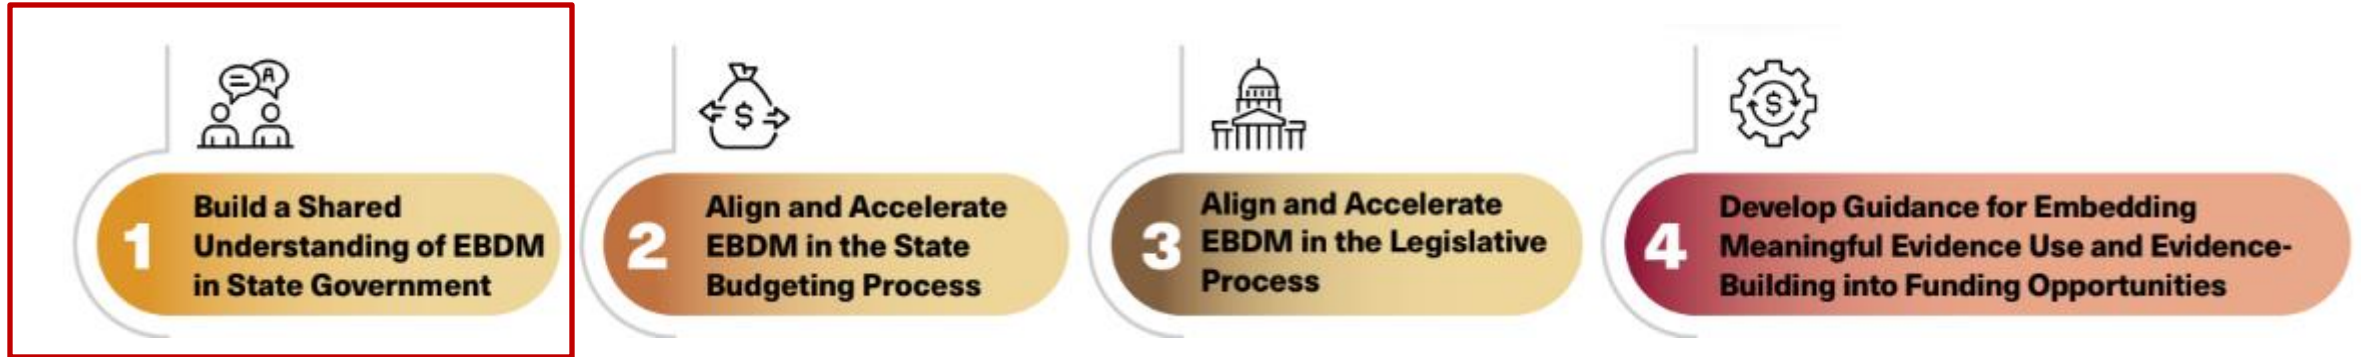 A
1
Build a Shared
Understanding of EBDM
in State Government
$
2
Align and Accelerate
EBDM in the State
Budgeting Process
3
Align and Accelerate
EBDM in the Legislative
Process
$
4
Develop Guidance for Embedding
Meaningful Evidence Use and Evidence-
Building into Funding Opportunities